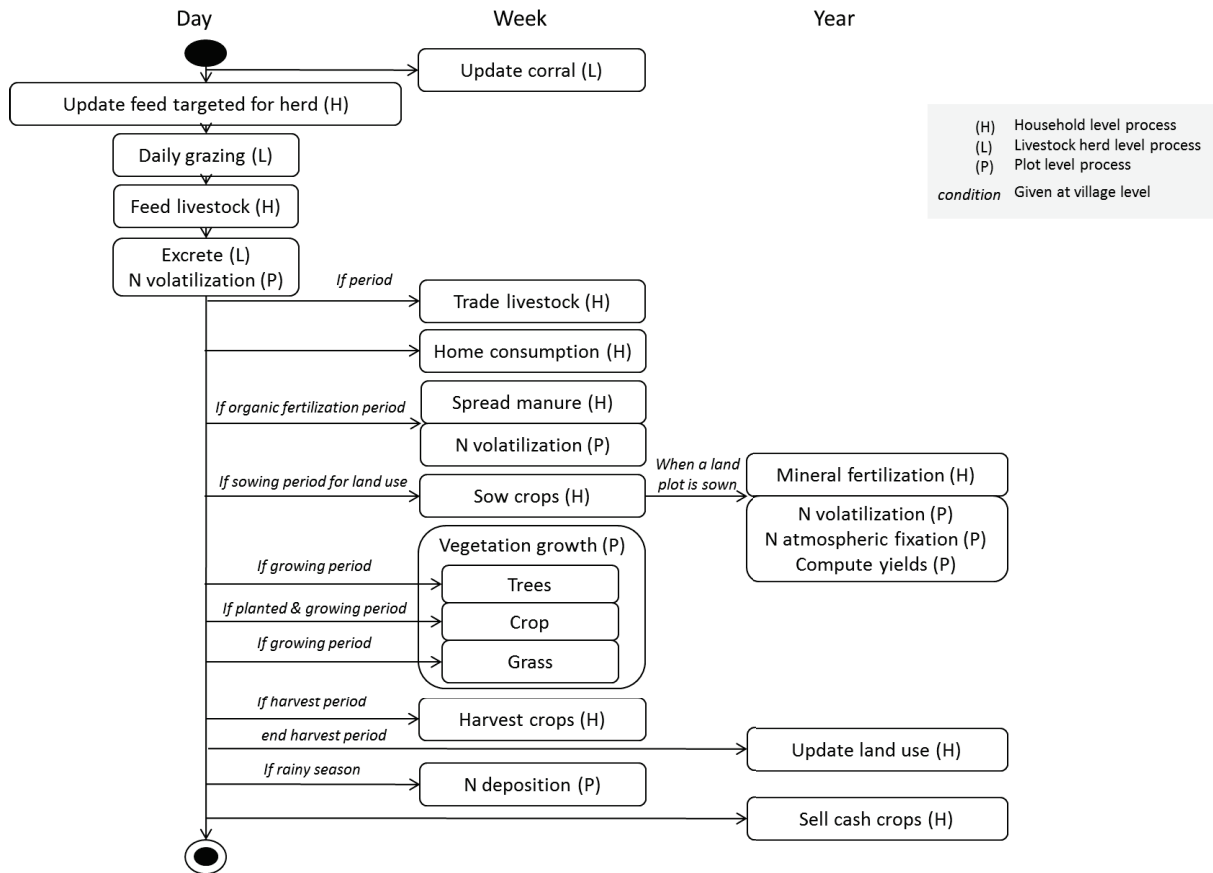 Day
Week
Year
Update corral (L)
Update feed targeted for herd (H)
Daily grazing (L)
Feed livestock (H)
Excrete (L)
N volatilization (P)
(H) Household level process
(L) Livestock herd level process
(P) Plot level process
condition Given at village level
If period
Trade livestock (H)
Home consumption (H)
If organic fertilization period
Spread manure (H)
N volatilization (P)
If sowing period for land use
Sow crops (H)
When a land
plot is sown
Mineral fertilization (H)
N volatilization (P)
N atmospheric fixation (P)
Compute yields (P)
Vegetation growth (P)
If growing period
Trees
If planted & growing period
Crop
If growing period
Grass
If harvest period
Harvest crops (H)
end harvest period
Update land use (H)
If rainy season
N deposition (P)
Sell cash crops (H)